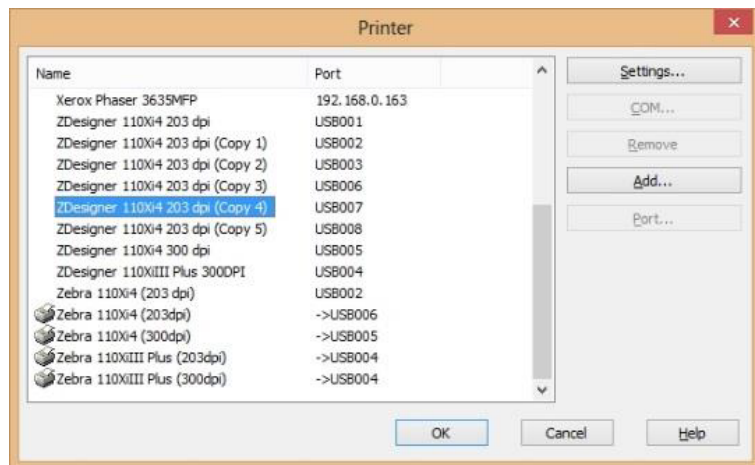 Printer
Name Port
Xerox Phaser 3635MFP 192.168.0.163
ZDesigner 110Xi4 203 dpi USB001
ZDesigner 110Xi4 203 dpi (Copy 1) USB002
ZDesigner 110Xi4 203 dpi (Copy 2) USB003
ZDesigner 110Xi4 203 dpi (Copy 3) USB006
ZDesigner 110Xi4 203 dpi (Copy 4) USB007
ZDesigner 110Xi4 203 dpi (Copy 5) USB008
ZDesigner 110Xi4 300 dpi USB005
ZDesigner 110XiIII Plus 300DPI USB004
Zebra 110Xi4 (203 dpi) USB002
Zebra 110Xi4 (203dpi) ->USB006
Zebra 110Xi4 (300dpi) ->USB005
Zebra 110XiIII Plus (203dpi) ->USB004
Zebra 110XiIII Plus (300dpi) ->USB004
Settings...
COM...
Remove
Add...
Port...
OK Cancel Help